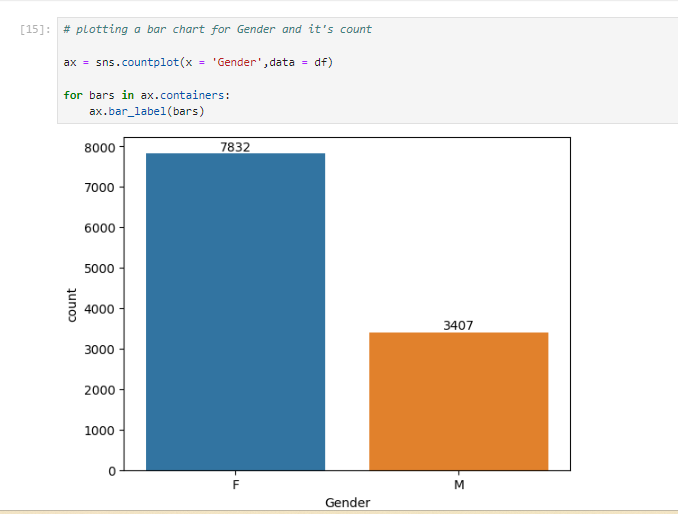 [15]: # plotting a bar chart for Gender and it's count
ax = sns.countplot(x = 'Gender',data = df)
for bars in ax.containers:
    ax.bar_label(bars)
8000
7000
6000
5000
4000
3000
2000
1000
0
count
7832
3407
F
M
Gender